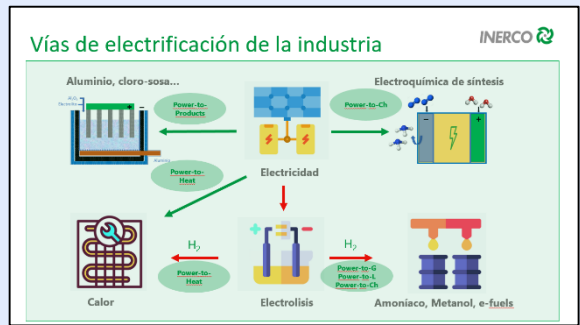 Vías de electrificación de la industria
INERCO
Aluminio, cloro-sosa...
Electroquímica de síntesis
Power-to-
Products
Power-to-Ch
Electricidad
Power-to-
Heat
H₂
H₂
Power-to-
Heat
Power-to-G
Power-to-L
Power-to-Ch
Calor
Electrolisis
Amoníaco, Metanol, e-fuels